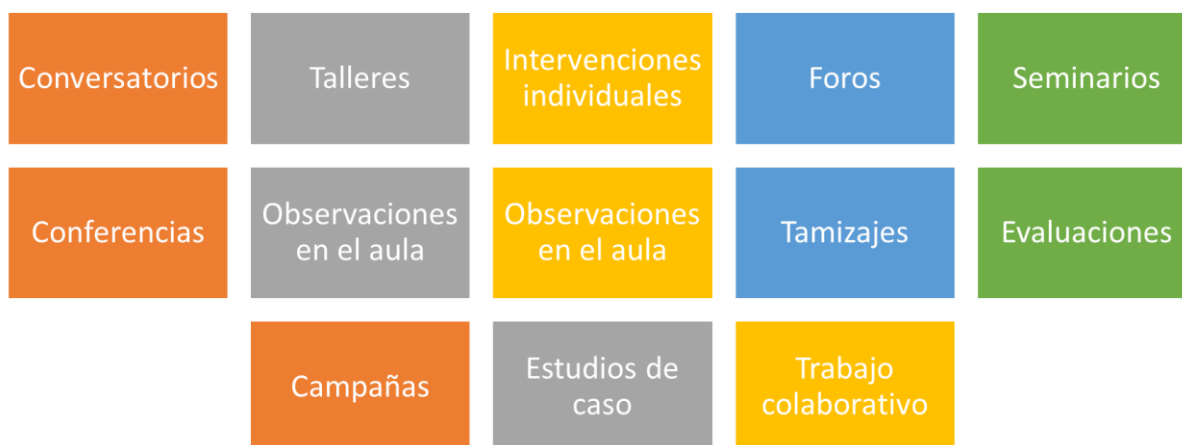 Conversatorios
Talleres
Intervenciones
individuales
Foros
Seminarios
Conferencias
Observaciones
en el aula
Observaciones
en el aula
Tamizajes
Evaluaciones
Campañas
Estudios de
caso
Trabajo
colaborativo